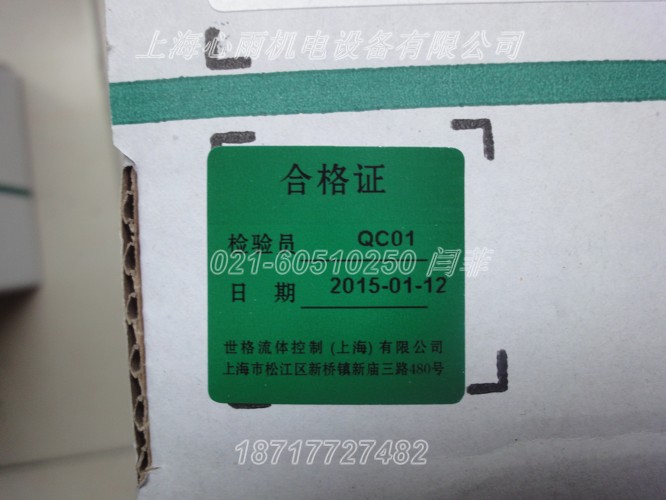 上海心雨机电设备有限公司
合格证
检验员 QC01
021-60510250 闫菲
日 期 2015-01-12
世格流体控制(上海)有限公司
上海市松江区新桥镇新庙三路480号
18717727482